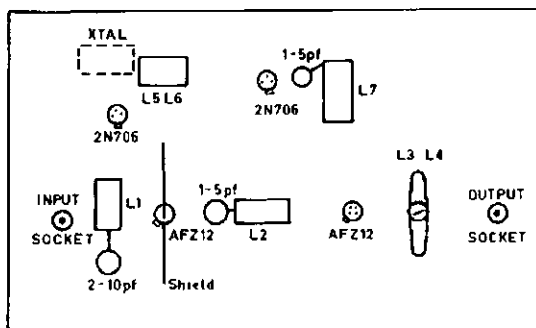 XTAL
1-5pf
L5 L6
L7
2N706
2N706
L3 L4
1-5pf
INPUT
L1
OUTPUT
SOCKET
AFZ12
L2
AFZ12
SOCKET
2-10pf
Shield